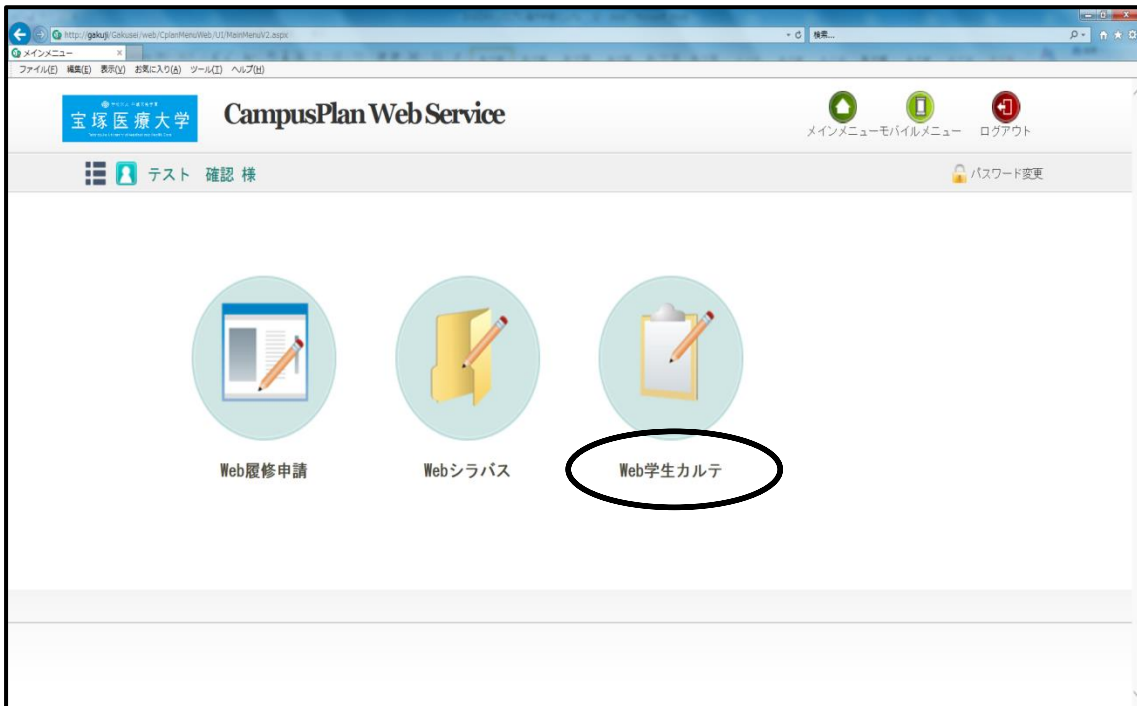 http://gakuji/Gakusei/web/CplanMenuWeb/UI/MainMenuV2.aspx
検索...
メインメニュー
x
ファイル(F) 編集(E) 表示(V) お気に入り(A) ツール(T) ヘルプ(H)
宝塚医療大学
CampusPlan Web Service
メインメニュー モバイルメニュー ログアウト
テスト 確認 様
パスワード変更
Web履修申請
Webシラバス
Web学生カルテ